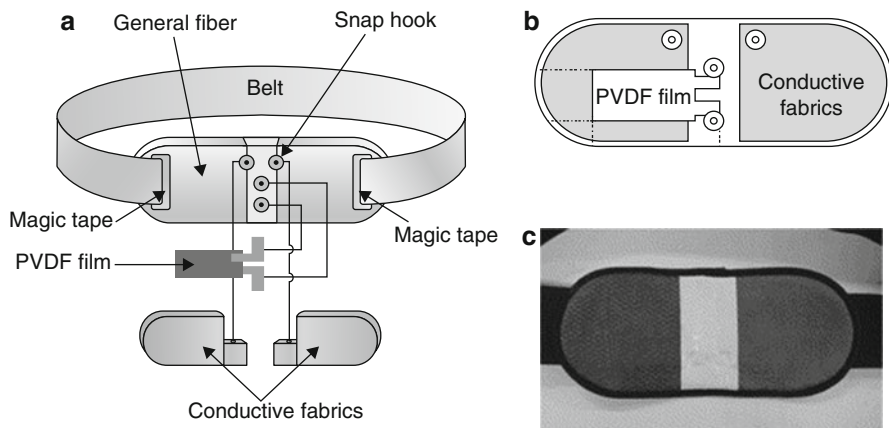 a
General fiber
Snap hook
Belt
Magic tape
Magic tape
PVDF film
Conductive fabrics
b
PVDF film
Conductive
fabrics
c